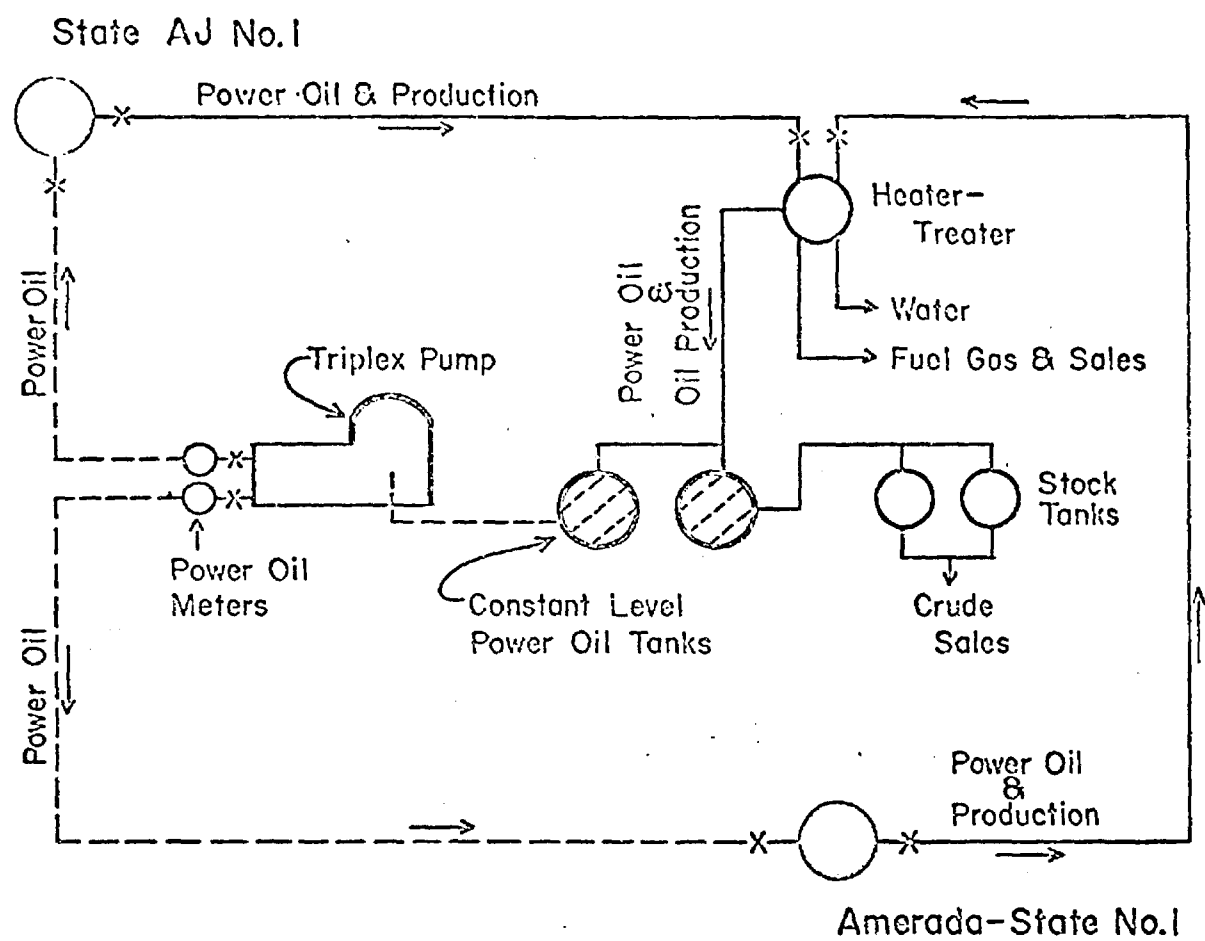 State AJ No.1
Power Oil & Production
Heater-
Treater
Power Oil
&
Oil Production
Water
Fuel Gas & Sales
Power Oil
Triplex Pump
Stock
Tanks
Power Oil
Meters
Constant Level
Power Oil Tanks
Crude
Sales
Power Oil
Power Oil
&
Production
Amerada-State No.1